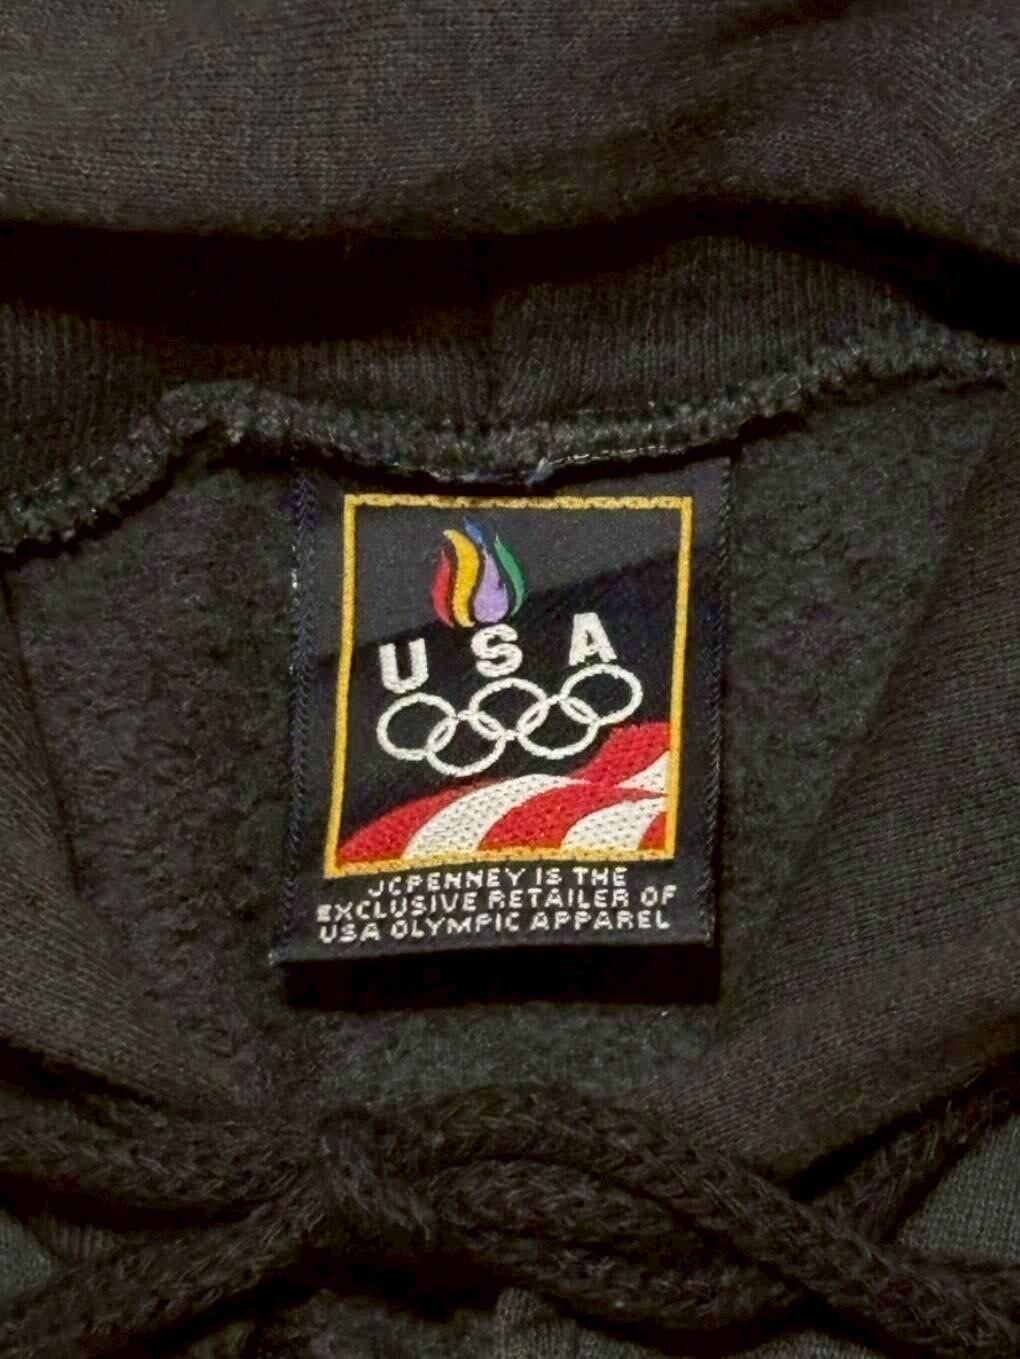 USA
JCPENNEY IS THE
EXCLUSIVE RETAILER OF
USA OLYMPIC APPAREL